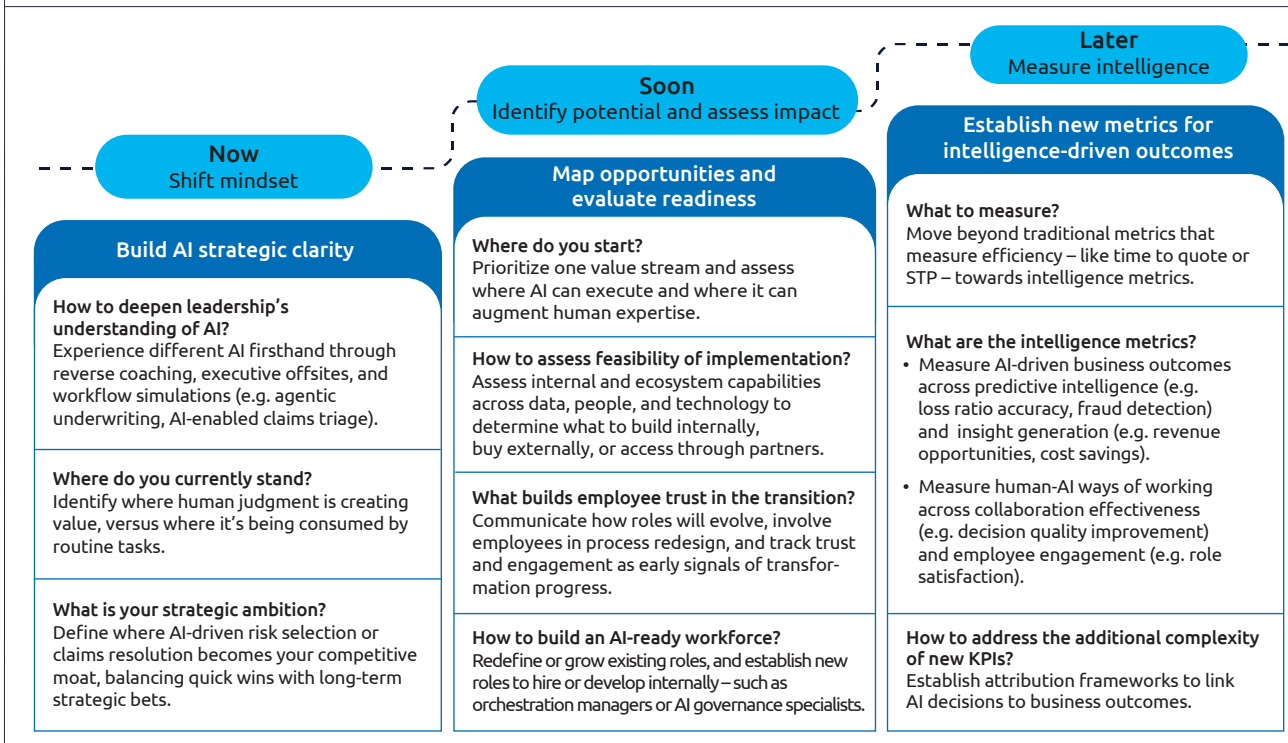 Now
Shift mindset
Build AI strategic clarity
How to deepen leadership's
understanding of AI?
Experience different AI firsthand through
reverse coaching, executive offsites, and
workflow simulations (e.g. agentic
underwriting, AI-enabled claims triage).
Where do you currently stand?
Identify where human judgment is creating
value, versus where it's being consumed by
routine tasks.
What is your strategic ambition?
Define where AI-driven risk selection or
claims resolution becomes your competitive
moat, balancing quick wins with long-term
strategic bets.
Soon
Identify potential and assess impact
Map opportunities and
evaluate readiness
Where do you start?
Prioritize one value stream and assess
where AI can execute and where it can
augment human expertise.
How to assess feasibility of implementation?
Assess internal and ecosystem capabilities
across data, people, and technology to
determine what to build internally,
buy externally, or access through partners.
What builds employee trust in the transition?
Communicate how roles will evolve, involve
employees in process redesign, and track trust
and engagement as early signals of transfor-
mation progress.
How to build an AI-ready workforce?
Redefine or grow existing roles, and establish new
roles to hire or develop internally – such as
orchestration managers or AI governance specialists.
Later
Measure intelligence
Establish new metrics for
intelligence-driven outcomes
What to measure?
Move beyond traditional metrics that
measure efficiency – like time to quote or
STP – towards intelligence metrics.
What are the intelligence metrics?
• Measure AI-driven business outcomes
across predictive intelligence (e.g.
loss ratio accuracy, fraud detection)
and insight generation (e.g. revenue
opportunities, cost savings).
• Measure human-AI ways of working
across collaboration effectiveness
(e.g. decision quality improvement)
and employee engagement (e.g. role
satisfaction).
How to address the additional complexity
of new KPIs?
Establish attribution frameworks to link
AI decisions to business outcomes.